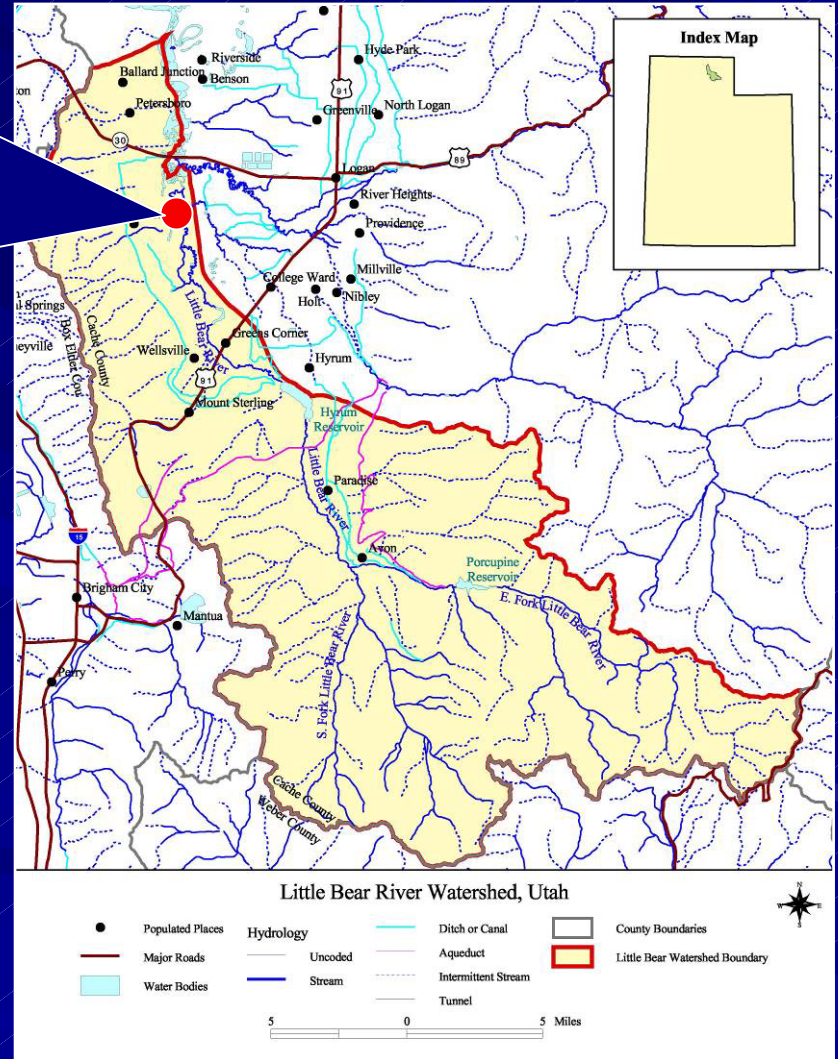 Index Map
Riverside
Hyde Park
Ballard Junction
Benson
91
Petersboro
Greenville
North Logan
30
89
Logan
River Heights
Providence
College Ward
Millville
Holt
Nibley
Little Bear River
Cache County
Greens Corner
Wellsville
Hyrum
91
Mount Sterling
Hyrum
Reservoir
Little Bear River
Paradise
15
Avon
Porcupine
Reservoir
Brigham City
E. Fork Little Bear River
Mantua
S. Fork Little Bear River
Perry
Cache County
Weber County
Little Bear River Watershed, Utah
N
W E
S
Populated Places
Major Roads
Water Bodies
Hydrology
Uncoded
Stream
Ditch or Canal
Aqueduct
Intermittent Stream
Tunnel
County Boundaries
Little Bear Watershed Boundary
5 0 5 Miles